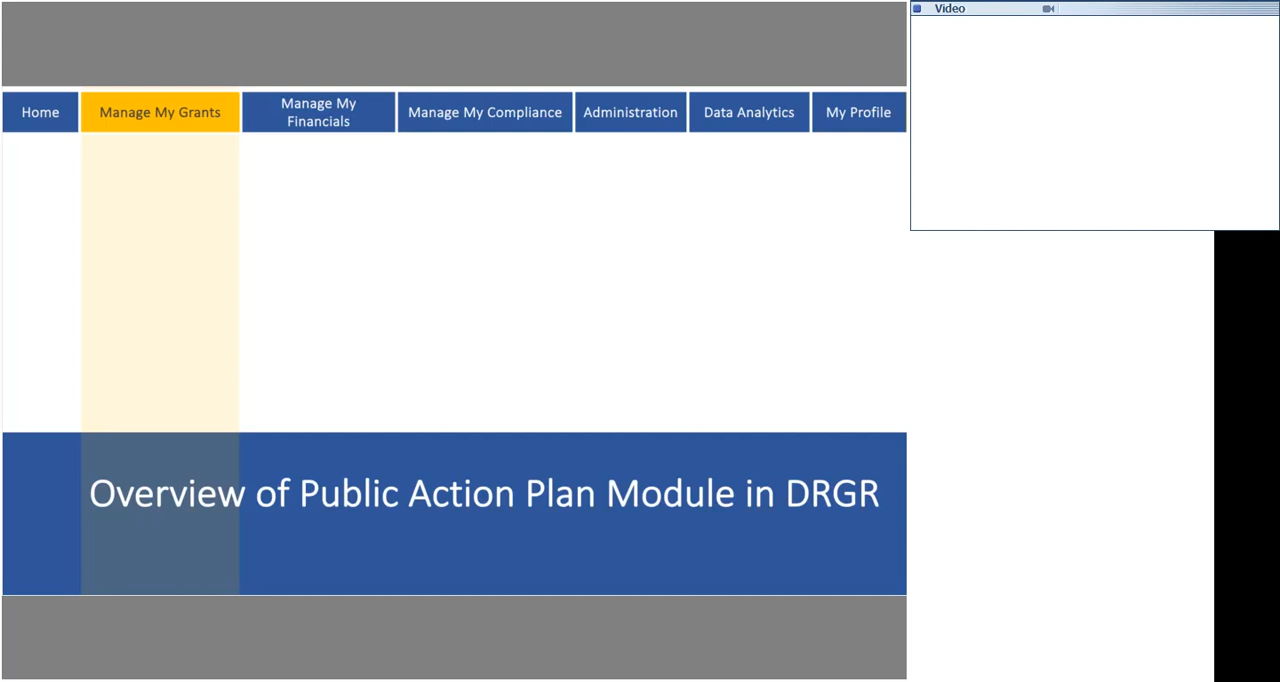 Video
Home
Manage My Grants
Manage My
Financials
Manage My Compliance
Administration
Data Analytics
My Profile
Overview of Public Action Plan Module in DRGR